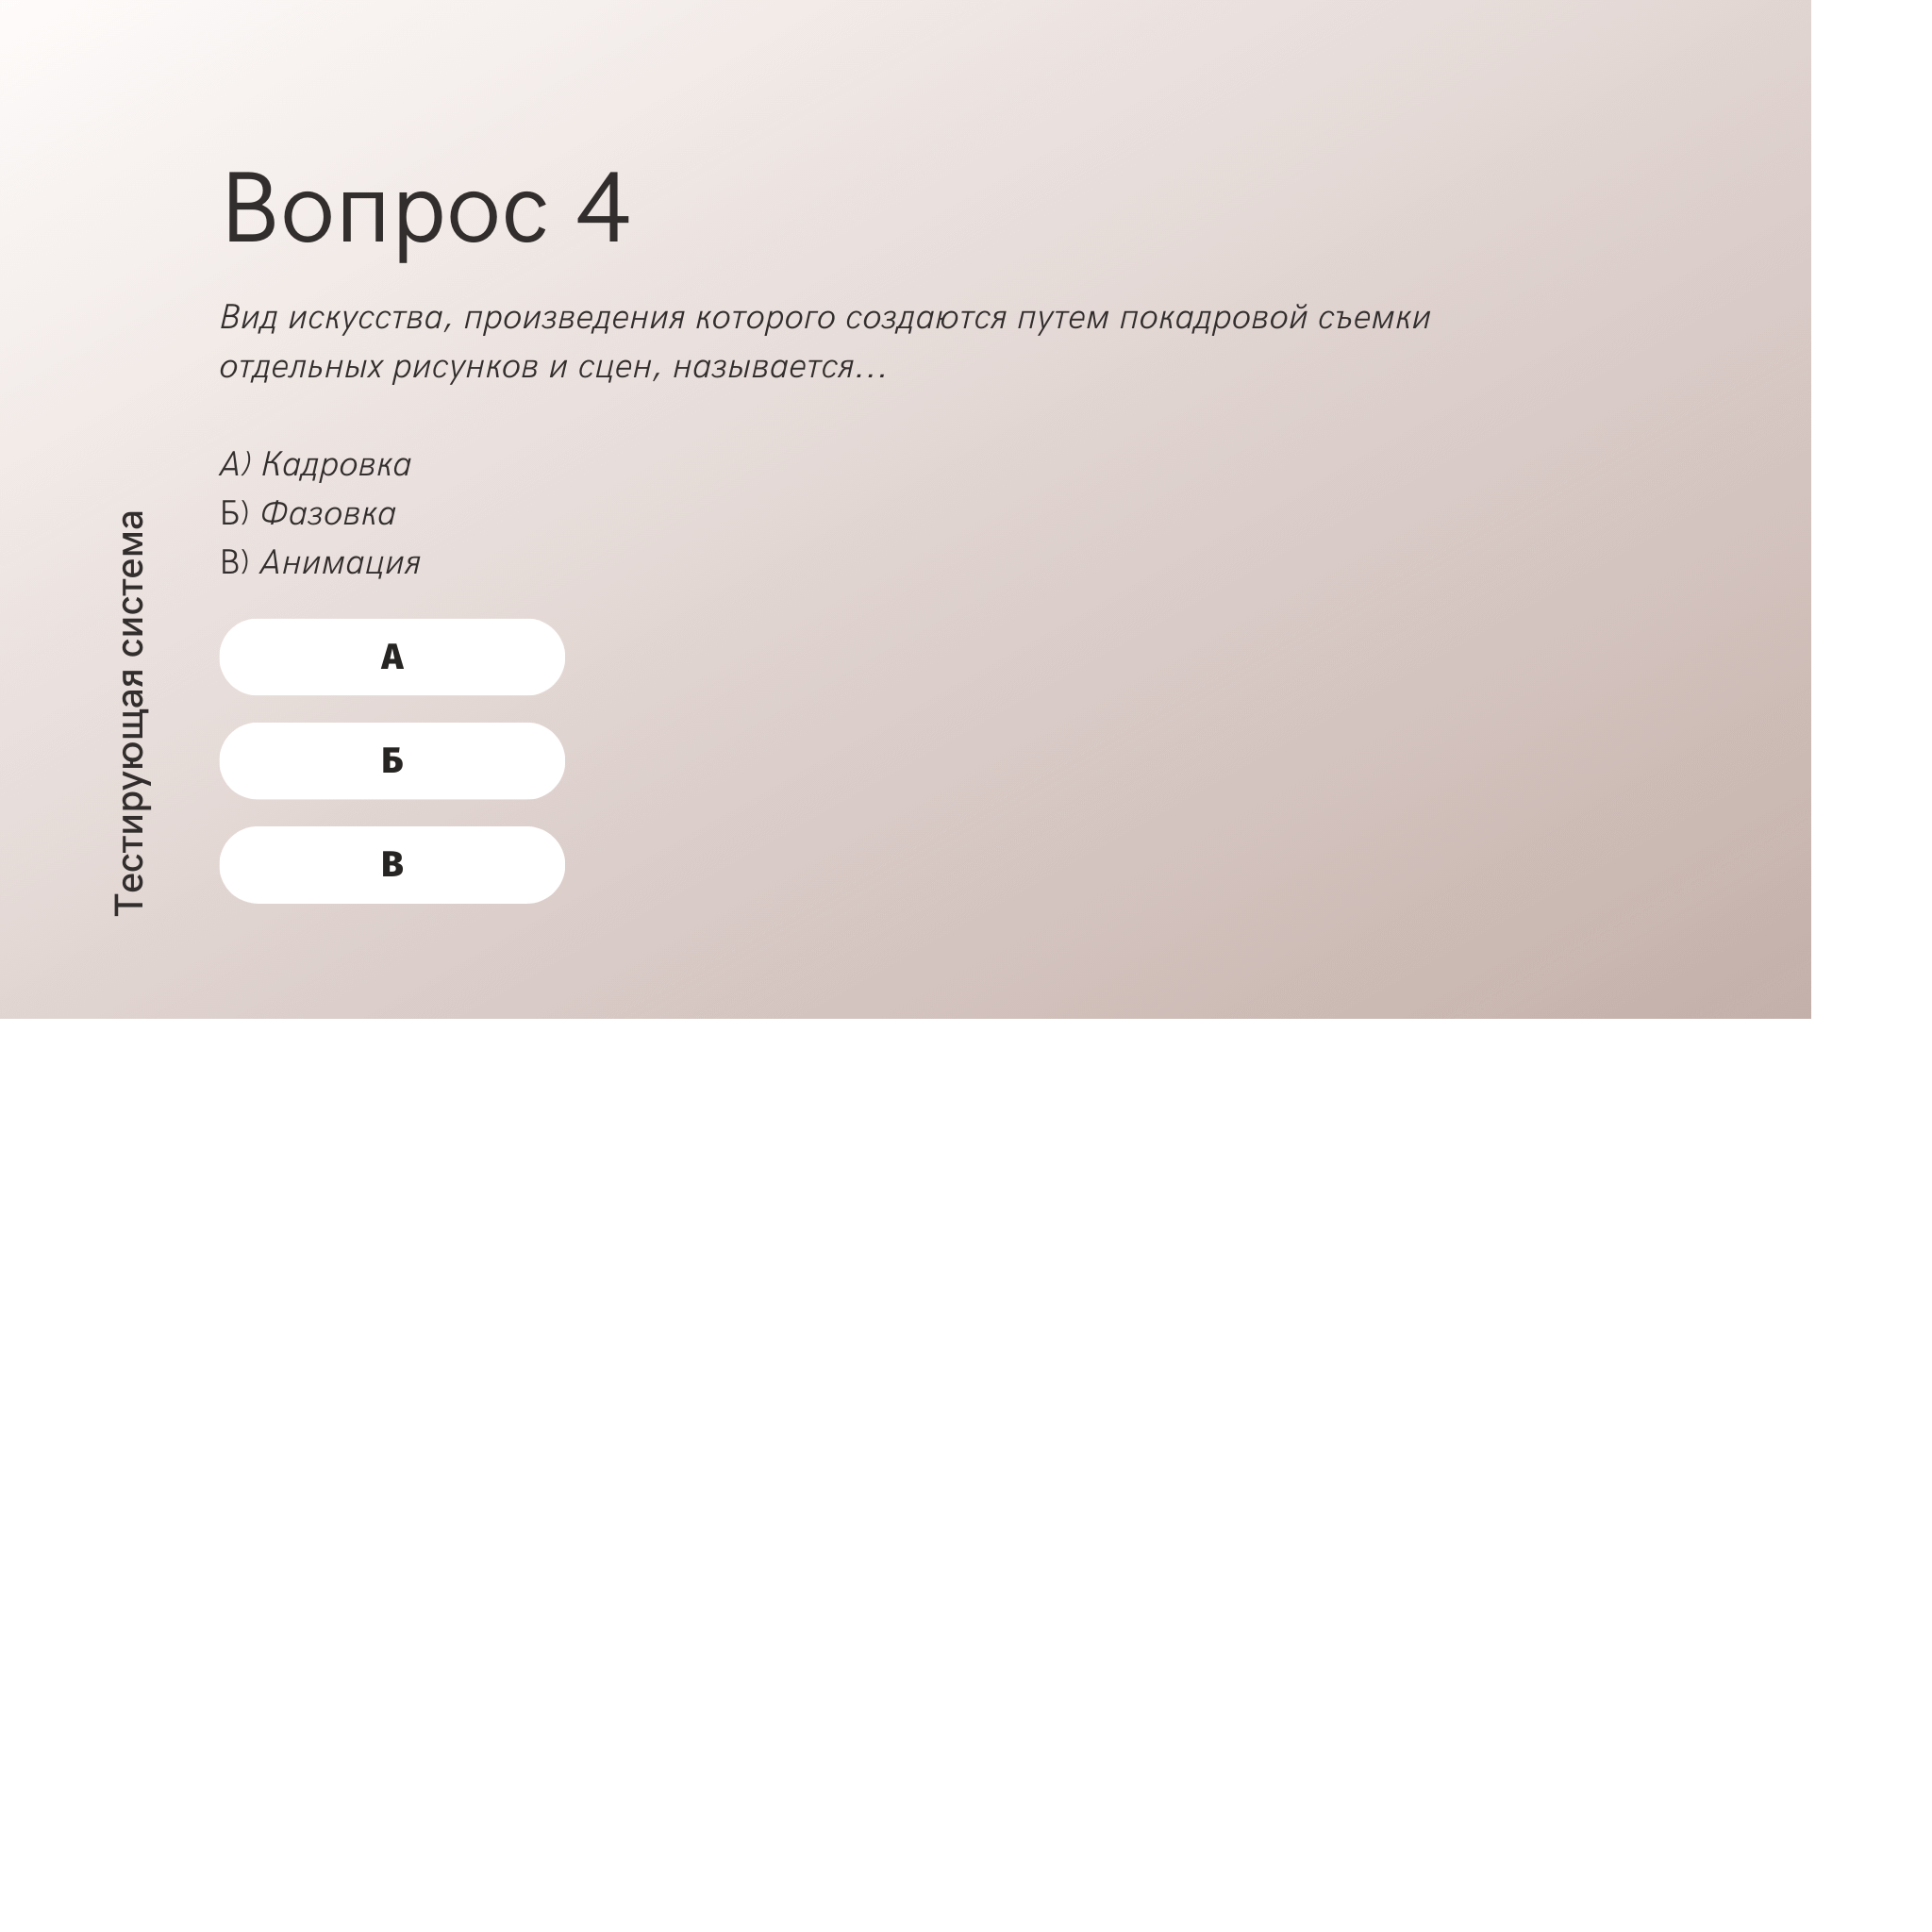 Вопрос 4
Вид искусства, произведения которого создаются путем покадровой съемки
отдельных рисунков и сцен, называется...
А) Кадровка
Б) Фазовка
В) Анимация
А
Б
В
Тестирующая система